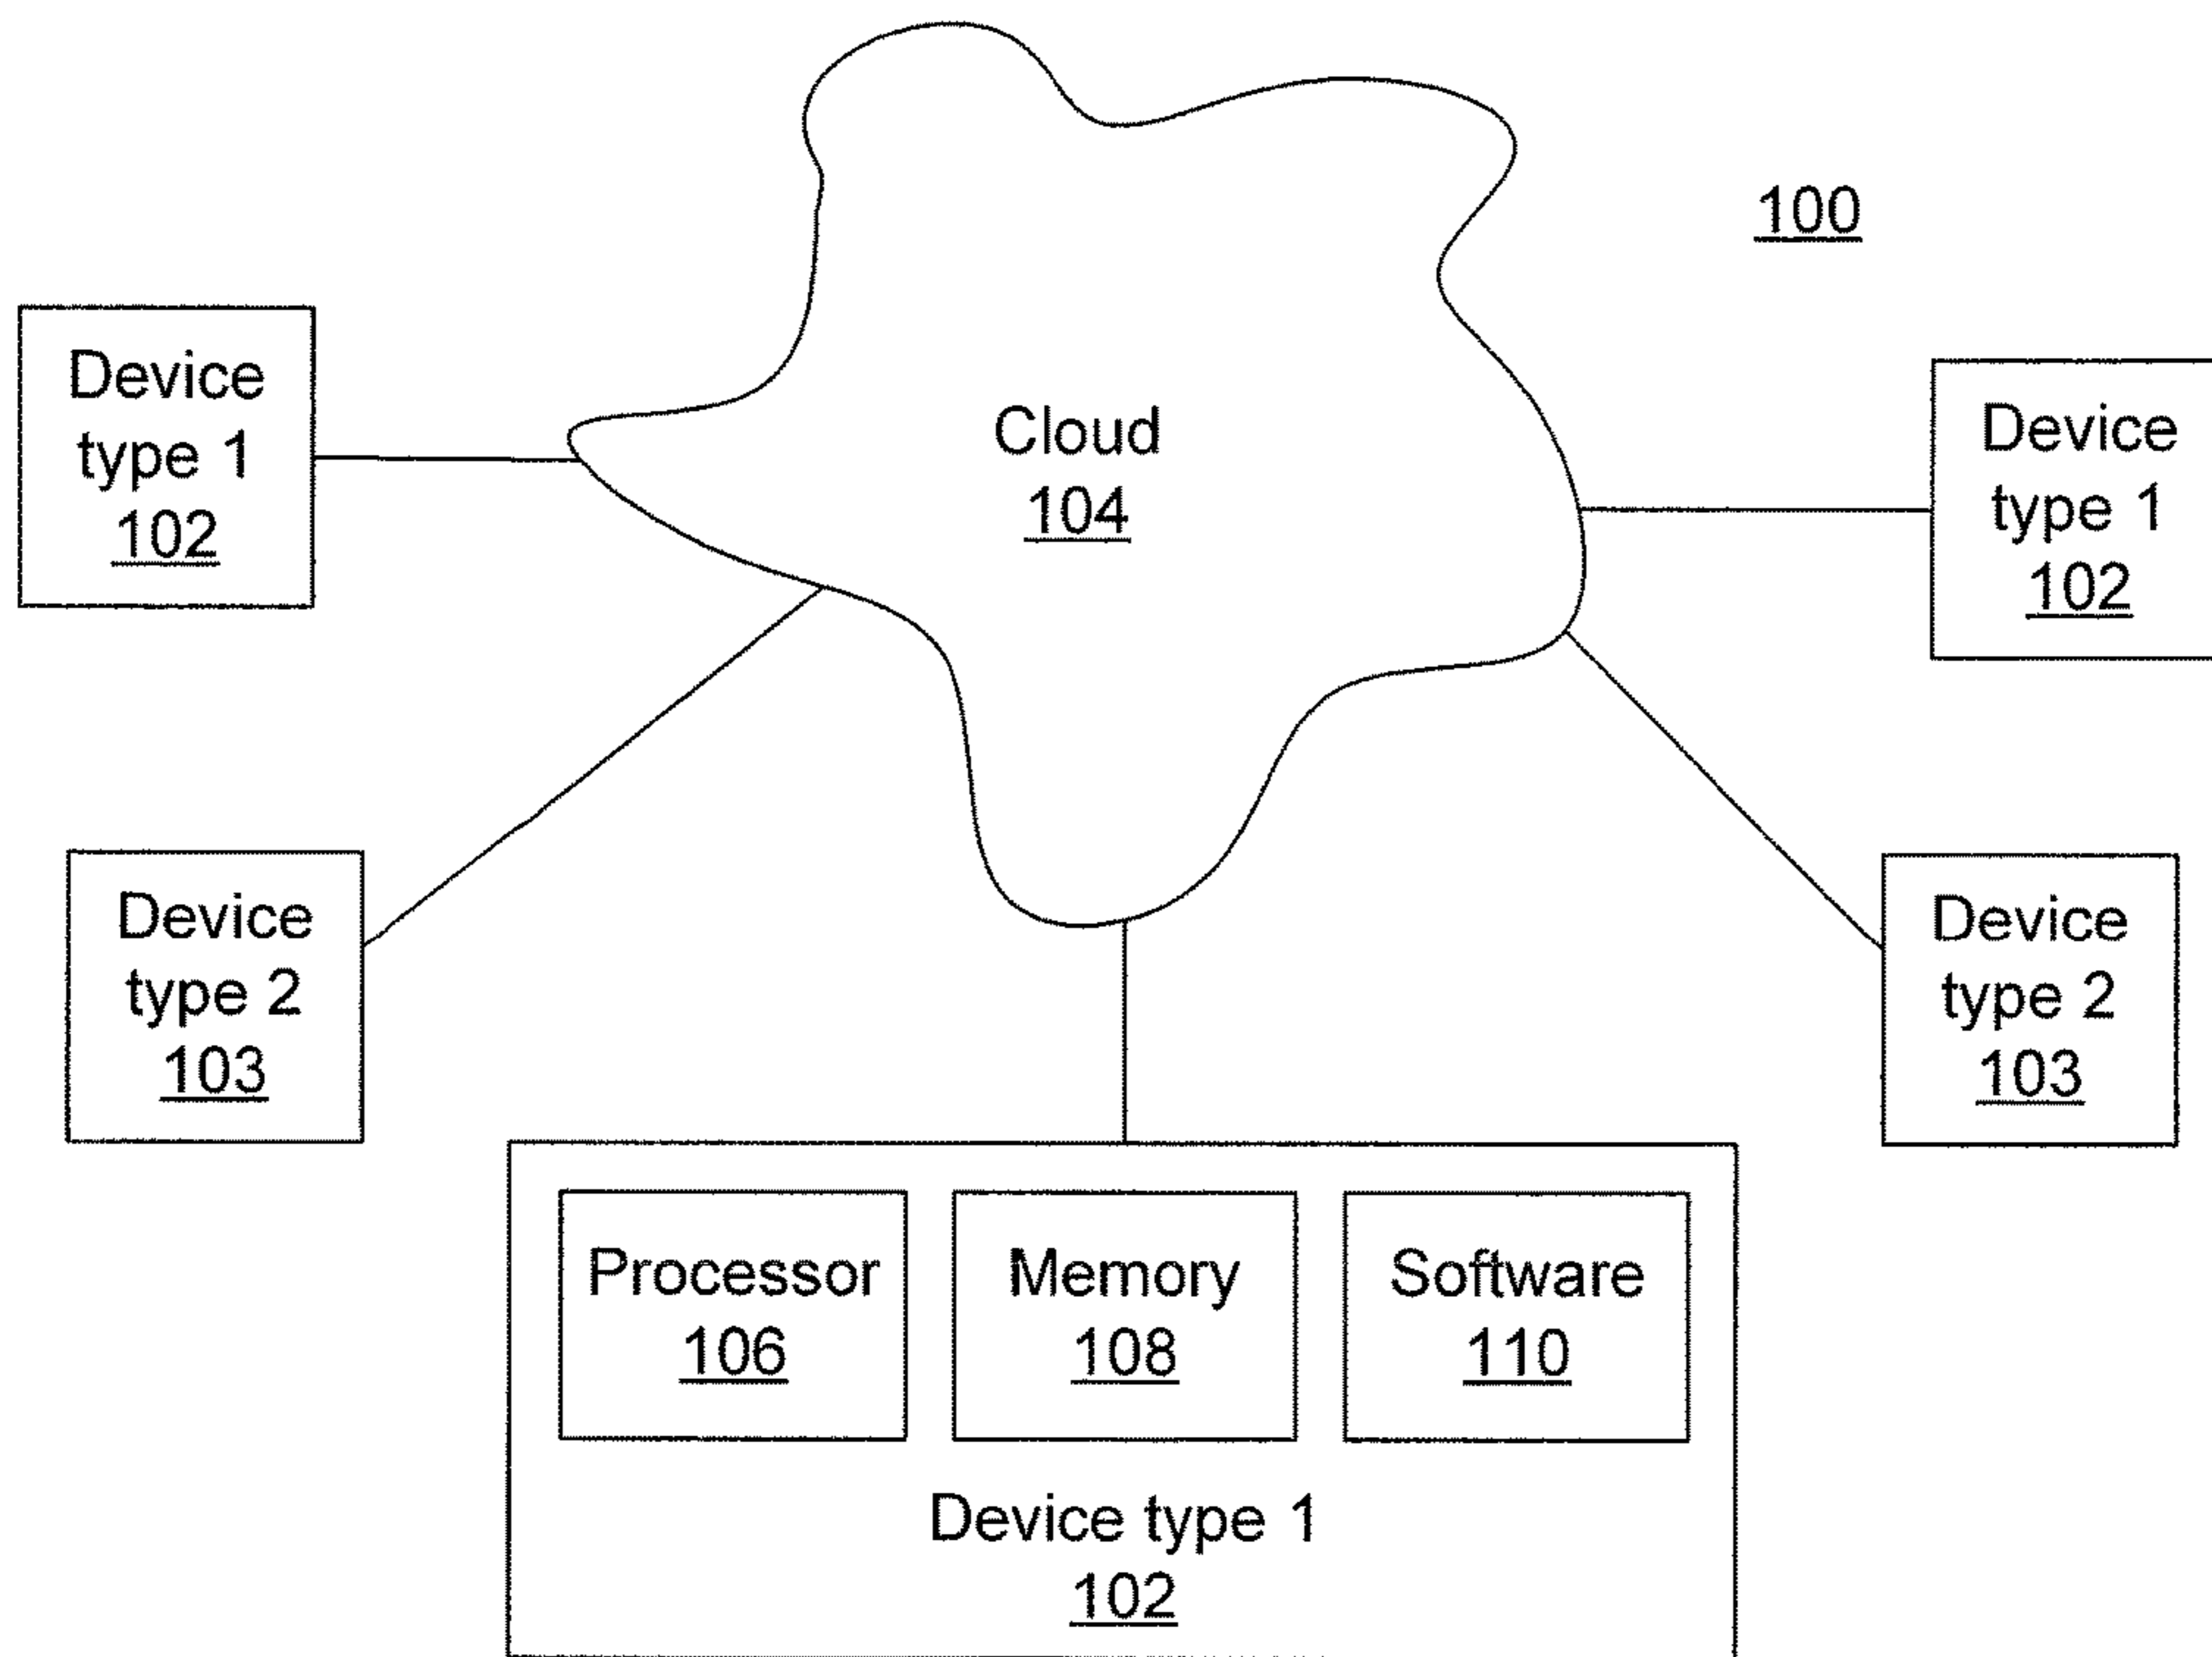 100
Device
type 1
102
Cloud
104
Device
type 1
102
Device
type 2
103
Device
type 2
103
Processor
106
Memory
108
Software
110
Device type 1
102